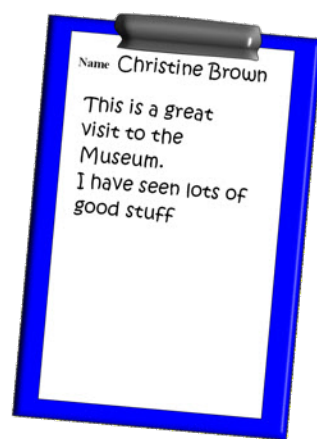 Name Christine Brown
This is a great
visit to the
Museum.
I have seen lots of
good stuff